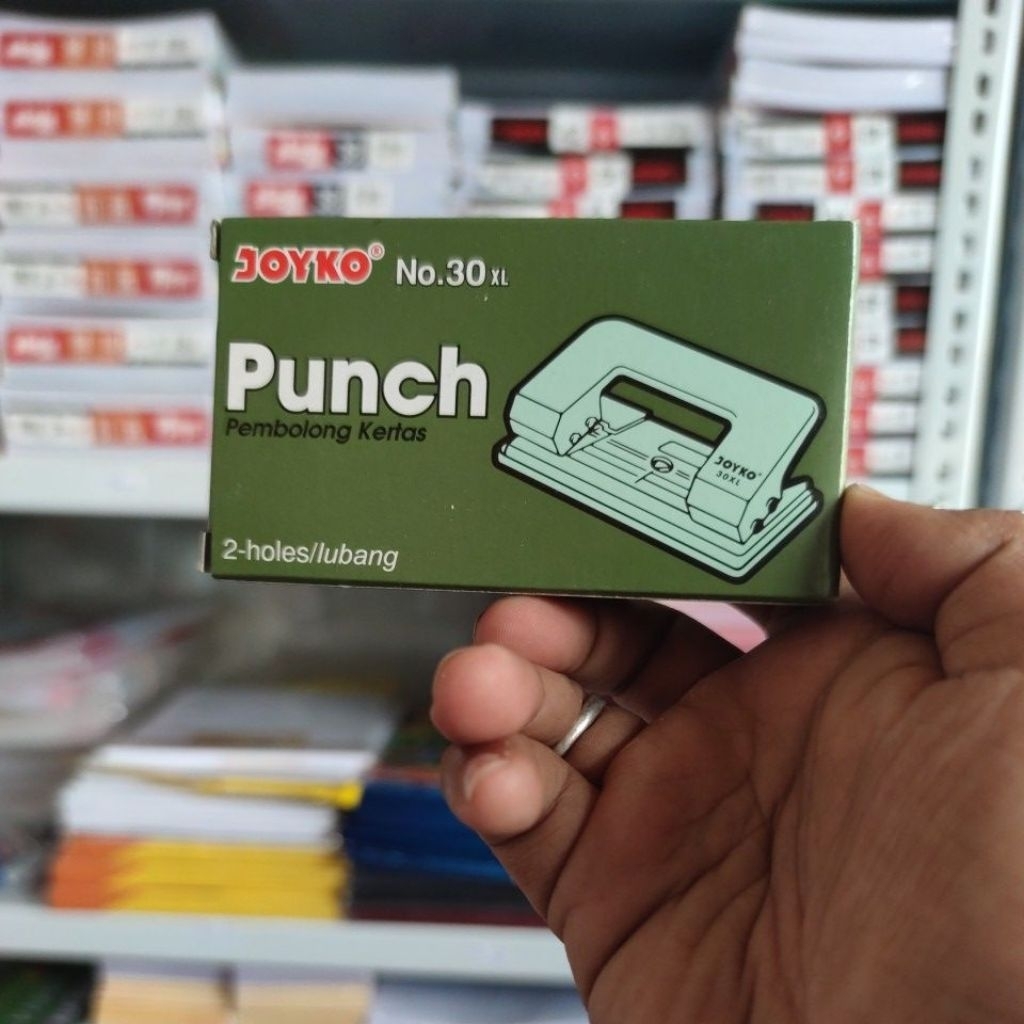 JOYKO® No.30 XL
Punch
Pembolong Kertas
JOYKO®
30XL
2-holes/lubang